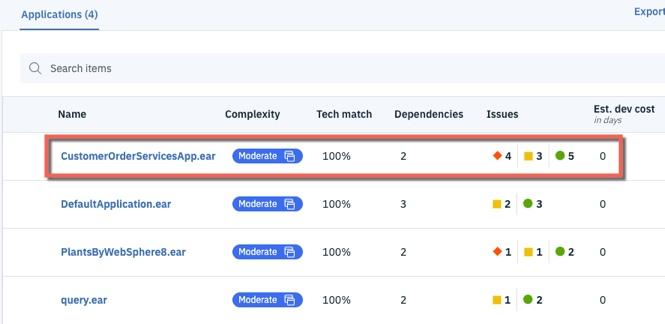 Applications (4)
Export
Search items
Name Complexity Tech match Dependencies Issues Est. dev cost
in days
CustomerOrderServicesApp.ear Moderate 100% 2 4 3 5 0
DefaultApplication.ear Moderate 100% 3 2 3 0
PlantsByWebSphere8.ear Moderate 100% 2 1 1 2 0
query.ear Moderate 100% 2 1 2 0